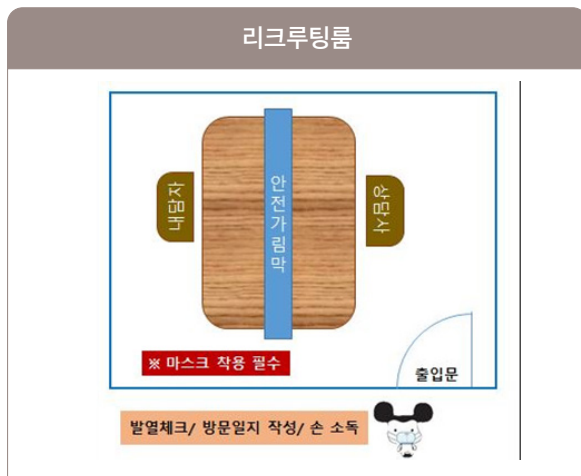 리크루팅룸
내담자
안전가림막
상담사
※ 마스크 착용 필수
출입문
발열체크/ 방문일지 작성/ 손 소독